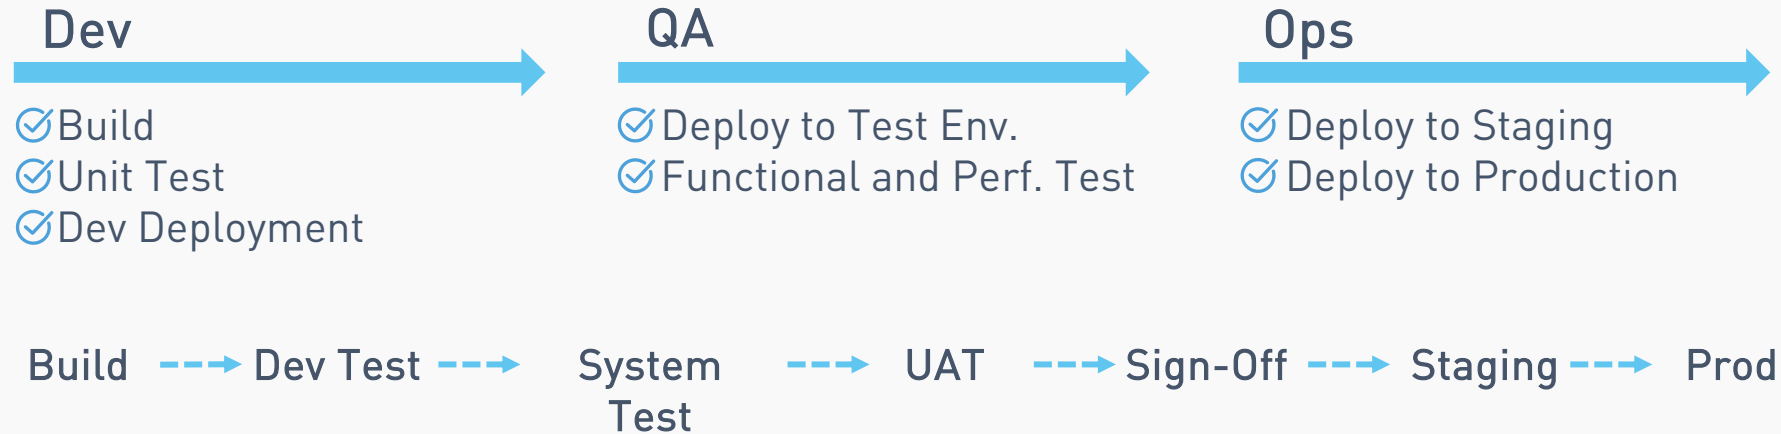 Dev
Build
Unit Test
Dev Deployment
QA
Deploy to Test Env.
Functional and Perf. Test
Ops
Deploy to Staging
Deploy to Production
Build
Dev Test
System
Test
UAT
Sign-Off
Staging
Prod